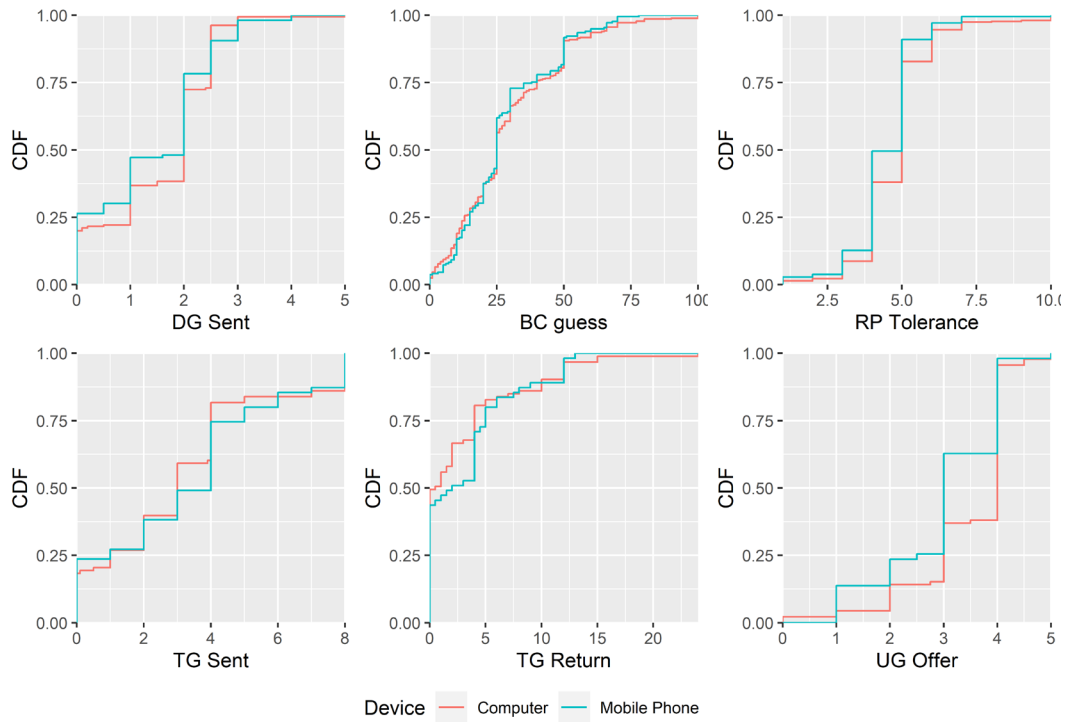 CDF
1.00
0.75
0.50
0.25
0.00
0 1 2 3 4 5
DG Sent
CDF
1.00
0.75
0.50
0.25
0.00
0 25 50 75 100
BC guess
CDF
1.00
0.75
0.50
0.25
0.00
2.5 5.0 7.5 10.0
RP Tolerance
CDF
1.00
0.75
0.50
0.25
0.00
0 2 4 6 8
TG Sent
CDF
1.00
0.75
0.50
0.25
0.00
0 5 10 15 20
TG Return
CDF
1.00
0.75
0.50
0.25
0.00
0 1 2 3 4 5
UG Offer
Device Computer Mobile Phone